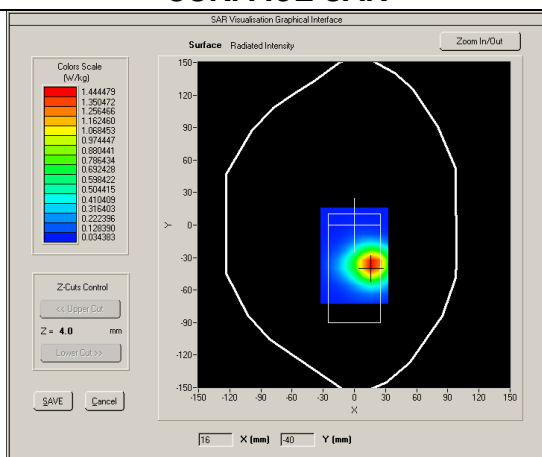 SAR Visualisation Graphical Interface
Surface Radiated Intensity
Zoom In/Out
Colors Scale
(W/kg)
1.444479
1.350472
1.256466
1.162460
1.068453
0.974447
0.880441
0.786434
0.692428
0.598422
0.504415
0.410409
0.316403
0.222396
0.128390
0.034383
Z-Cuts Control
<< Upper Cut
Z = 4.0 mm
Lower Cut >>
SAVE Cancel
150-
120-
90-
60-
30-
0-
-30-
-60-
-90-
-120-
-150-
Y
-150 -120 -90 -60 -30 0 30 60 90 120 150
X
16 X (mm) -40 Y (mm)